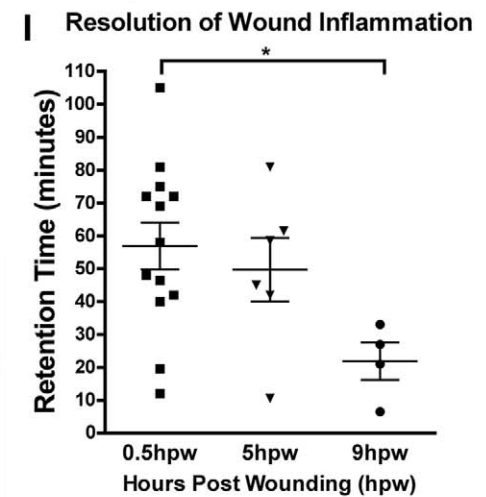 I
Resolution of Wound Inflammation
*
Retention Time (minutes)
110
100
90
80
70
60
50
40
30
20
10
0
0.5hpw 5hpw 9hpw
Hours Post Wounding (hpw)